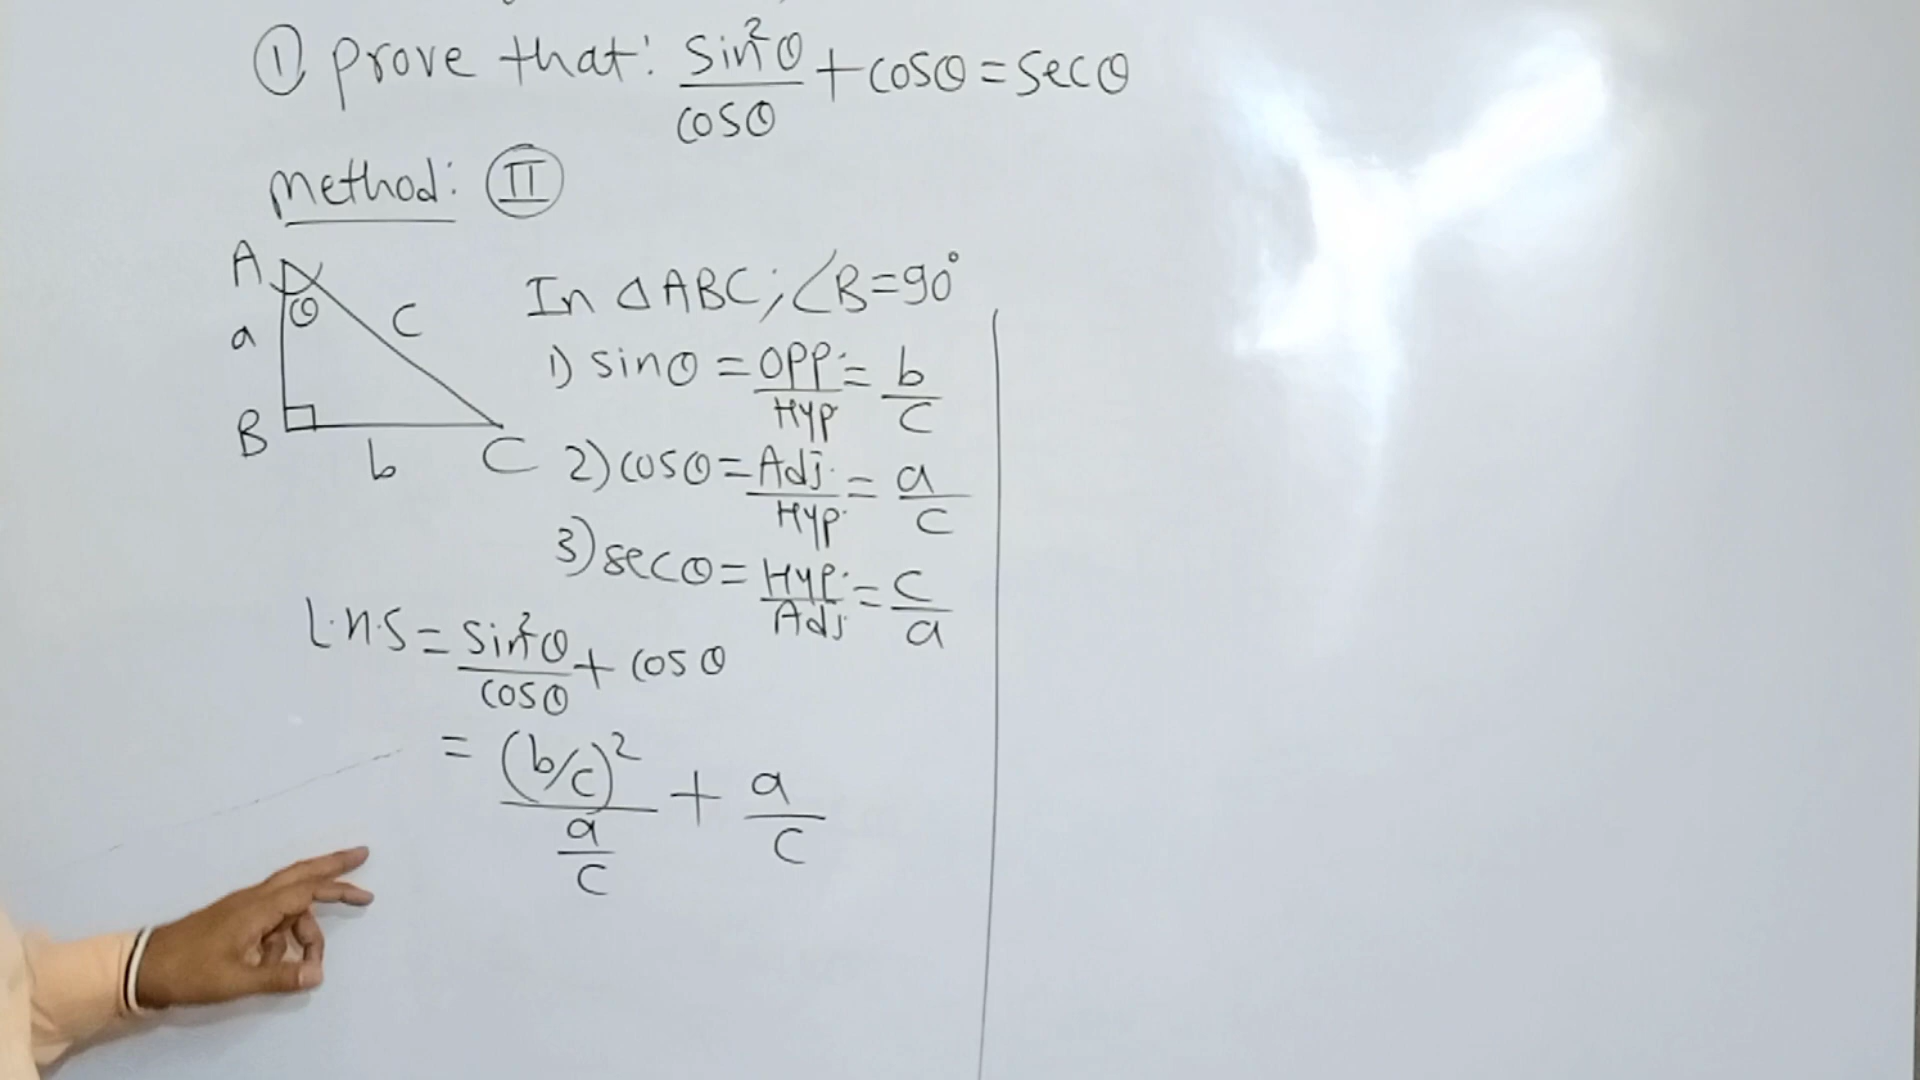 ① prove that: sin²θ/cosθ + cosθ = secθ
method: Ⅱ
A
θ
a
c
B
b
C
In △ABC; ∠B=90°
1) sinθ = OPP./Hyp = b/c
2) cosθ = Adj./Hyp. = a/c
3) secθ = Hyp./Adj = c/a
L.H.S = sin²θ/cosθ + cosθ
= (b/c)²/(a/c) + a/c